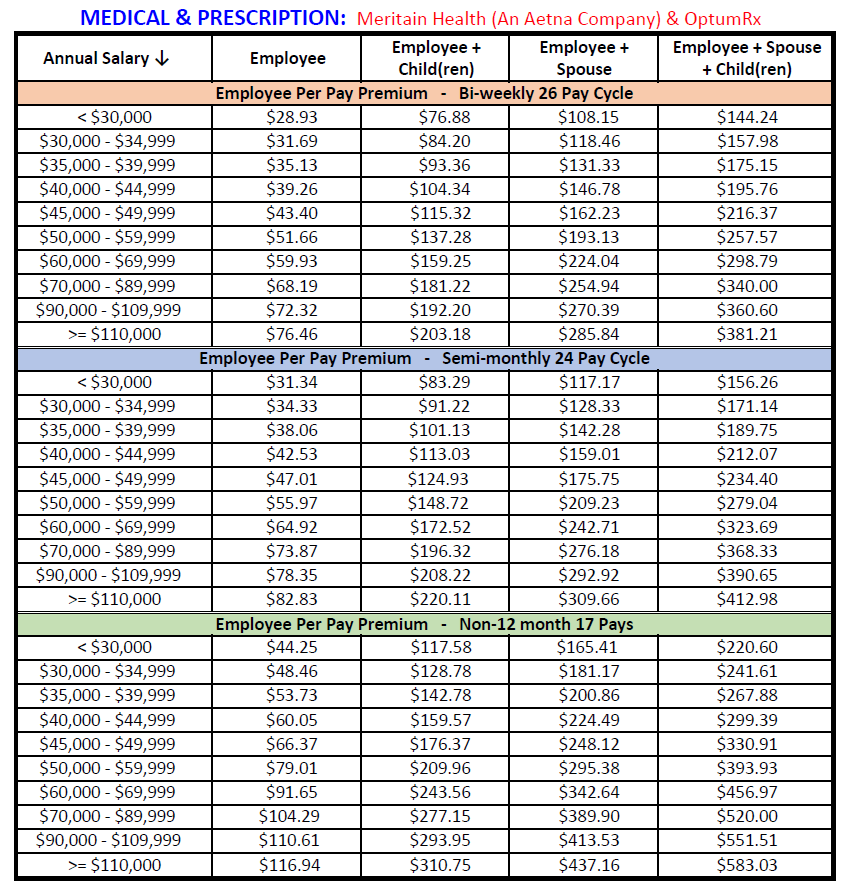 MEDICAL & PRESCRIPTION: Meritain Health (An Aetna Company) & OptumRx
Annual Salary ↓ Employee Employee + Child(ren) Employee + Spouse Employee + Spouse + Child(ren)
Employee Per Pay Premium - Bi-weekly 26 Pay Cycle
< $30,000 $28.93 $76.88 $108.15 $144.24
$30,000 - $34,999 $31.69 $84.20 $118.46 $157.98
$35,000 - $39,999 $35.13 $93.36 $131.33 $175.15
$40,000 - $44,999 $39.26 $104.34 $146.78 $195.76
$45,000 - $49,999 $43.40 $115.32 $162.23 $216.37
$50,000 - $59,999 $51.66 $137.28 $193.13 $257.57
$60,000 - $69,999 $59.93 $159.25 $224.04 $298.79
$70,000 - $89,999 $68.19 $181.22 $254.94 $340.00
$90,000 - $109,999 $72.32 $192.20 $270.39 $360.60
>= $110,000 $76.46 $203.18 $285.84 $381.21
Employee Per Pay Premium - Semi-monthly 24 Pay Cycle
< $30,000 $31.34 $83.29 $117.17 $156.26
$30,000 - $34,999 $34.33 $91.22 $128.33 $171.14
$35,000 - $39,999 $38.06 $101.13 $142.28 $189.75
$40,000 - $44,999 $42.53 $113.03 $159.01 $212.07
$45,000 - $49,999 $47.01 $124.93 $175.75 $234.40
$50,000 - $59,999 $55.97 $148.72 $209.23 $279.04
$60,000 - $69,999 $64.92 $172.52 $242.71 $323.69
$70,000 - $89,999 $73.87 $196.32 $276.18 $368.33
$90,000 - $109,999 $78.35 $208.22 $292.92 $390.65
>= $110,000 $82.83 $220.11 $309.66 $412.98
Employee Per Pay Premium - Non-12 month 17 Pays
< $30,000 $44.25 $117.58 $165.41 $220.60
$30,000 - $34,999 $48.46 $128.78 $181.17 $241.61
$35,000 - $39,999 $53.73 $142.78 $200.86 $267.88
$40,000 - $44,999 $60.05 $159.57 $224.49 $299.39
$45,000 - $49,999 $66.37 $176.37 $248.12 $330.91
$50,000 - $59,999 $79.01 $209.96 $295.38 $393.93
$60,000 - $69,999 $91.65 $243.56 $342.64 $456.97
$70,000 - $89,999 $104.29 $277.15 $389.90 $520.00
$90,000 - $109,999 $110.61 $293.95 $413.53 $551.51
>= $110,000 $116.94 $310.75 $437.16 $583.03